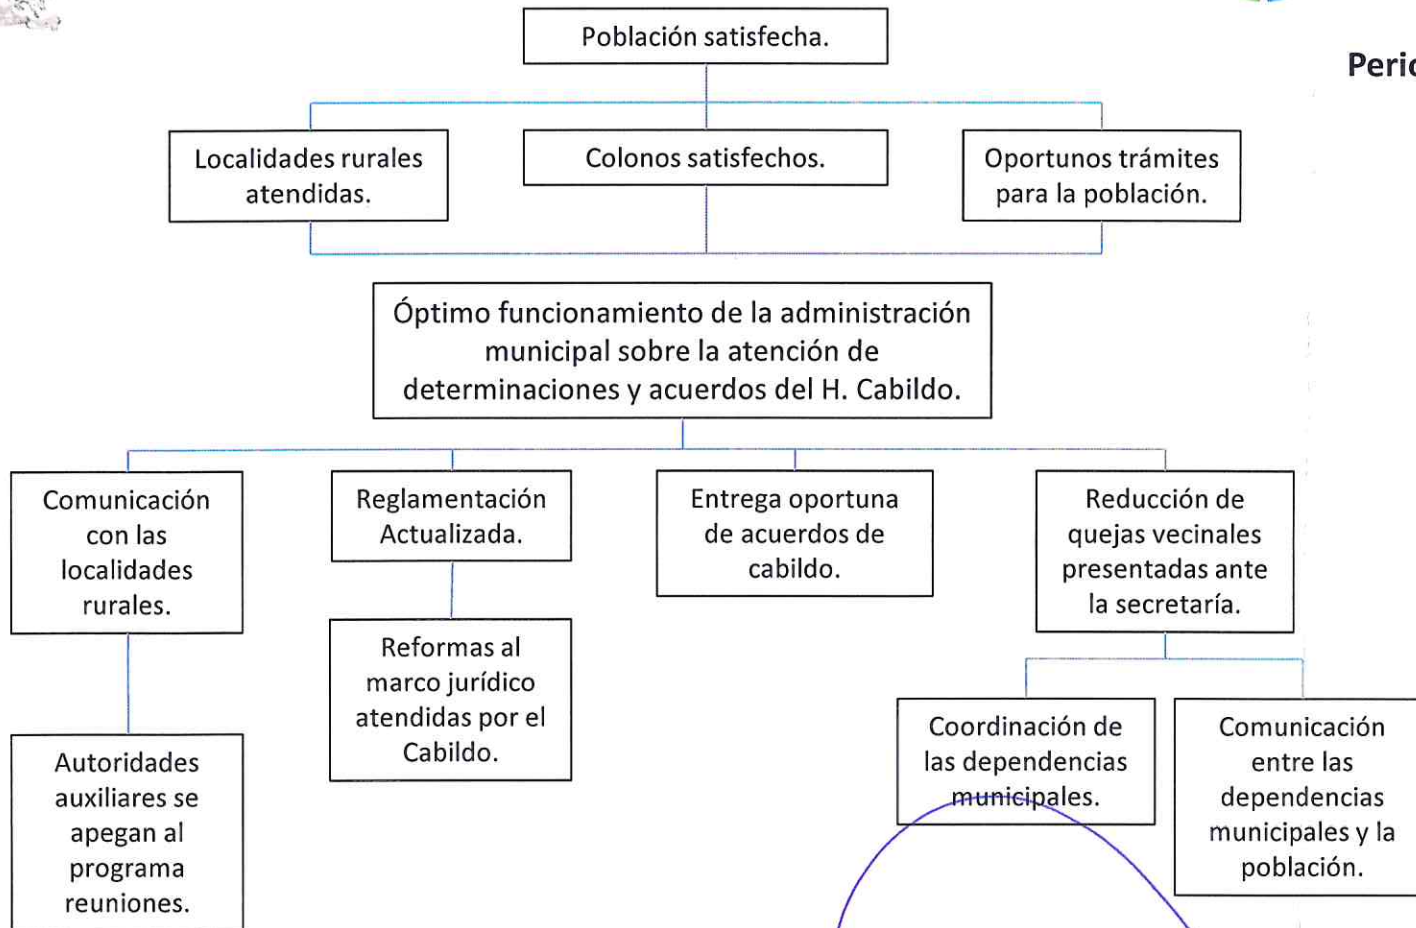 Población satisfecha.
Localidades rurales
atendidas.
Colonos satisfechos.
Oportunos trámites
para la población.
Óptimo funcionamiento de la administración
municipal sobre la atención de
determinaciones y acuerdos del H. Cabildo.
Comunicación
con las
localidades
rurales.
Reglamentación
Actualizada.
Entrega oportuna
de acuerdos de
cabildo.
Reducción de
quejas vecinales
presentadas ante
la secretaría.
Reformas al
marco jurídico
atendidas por el
Cabildo.
Coordinación de
las dependencias
municipales.
Comunicación
entre las
dependencias
municipales y la
población.
Autoridades
auxiliares se
apegan al
programa
reuniones.